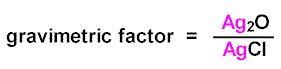 gravimetric factor = Ag₂O
AgCl